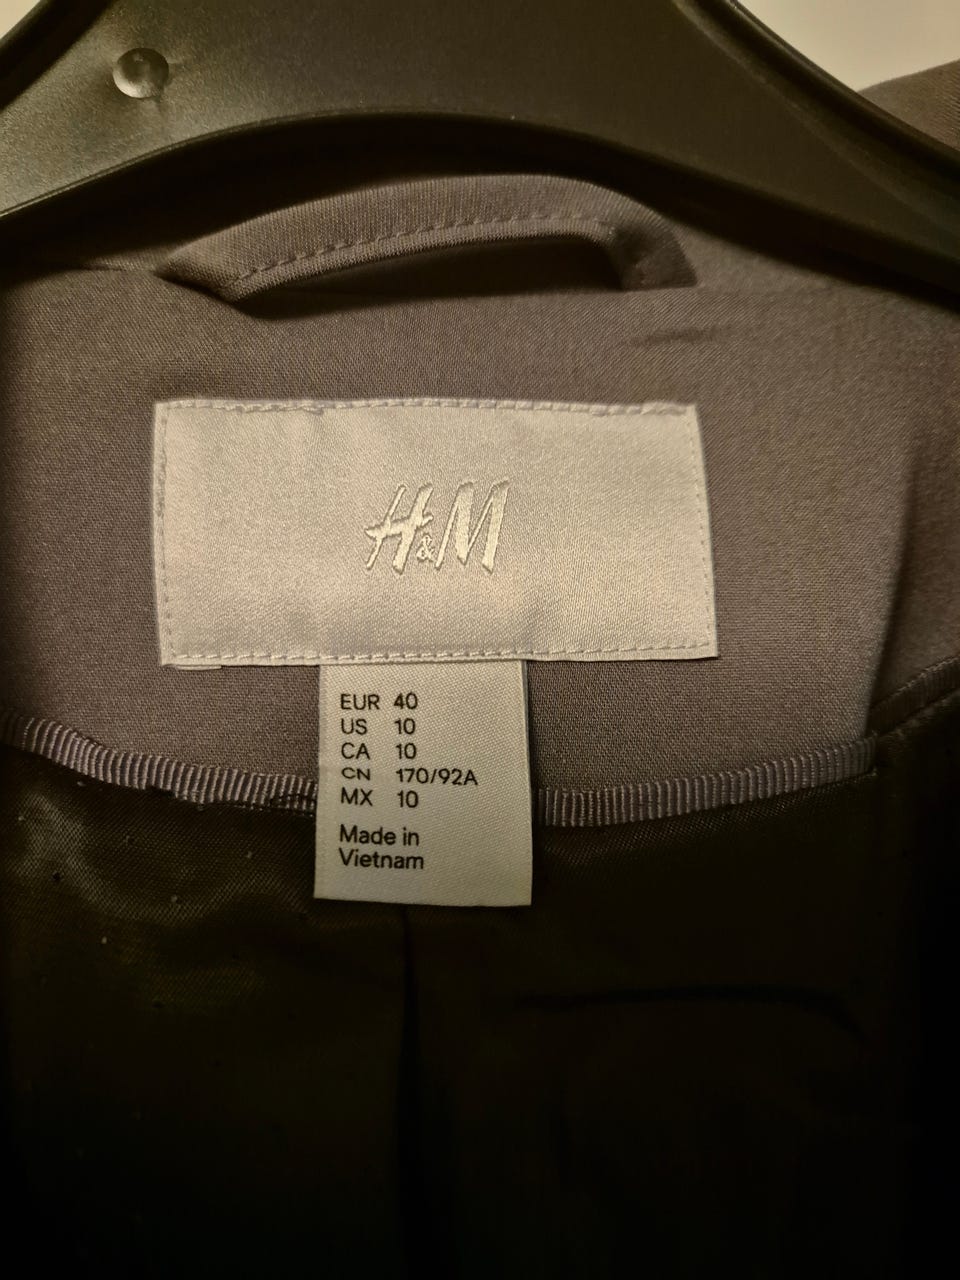 H&M
EUR 40
US 10
CA 10
CN 170/92A
MX 10
Made in
Vietnam